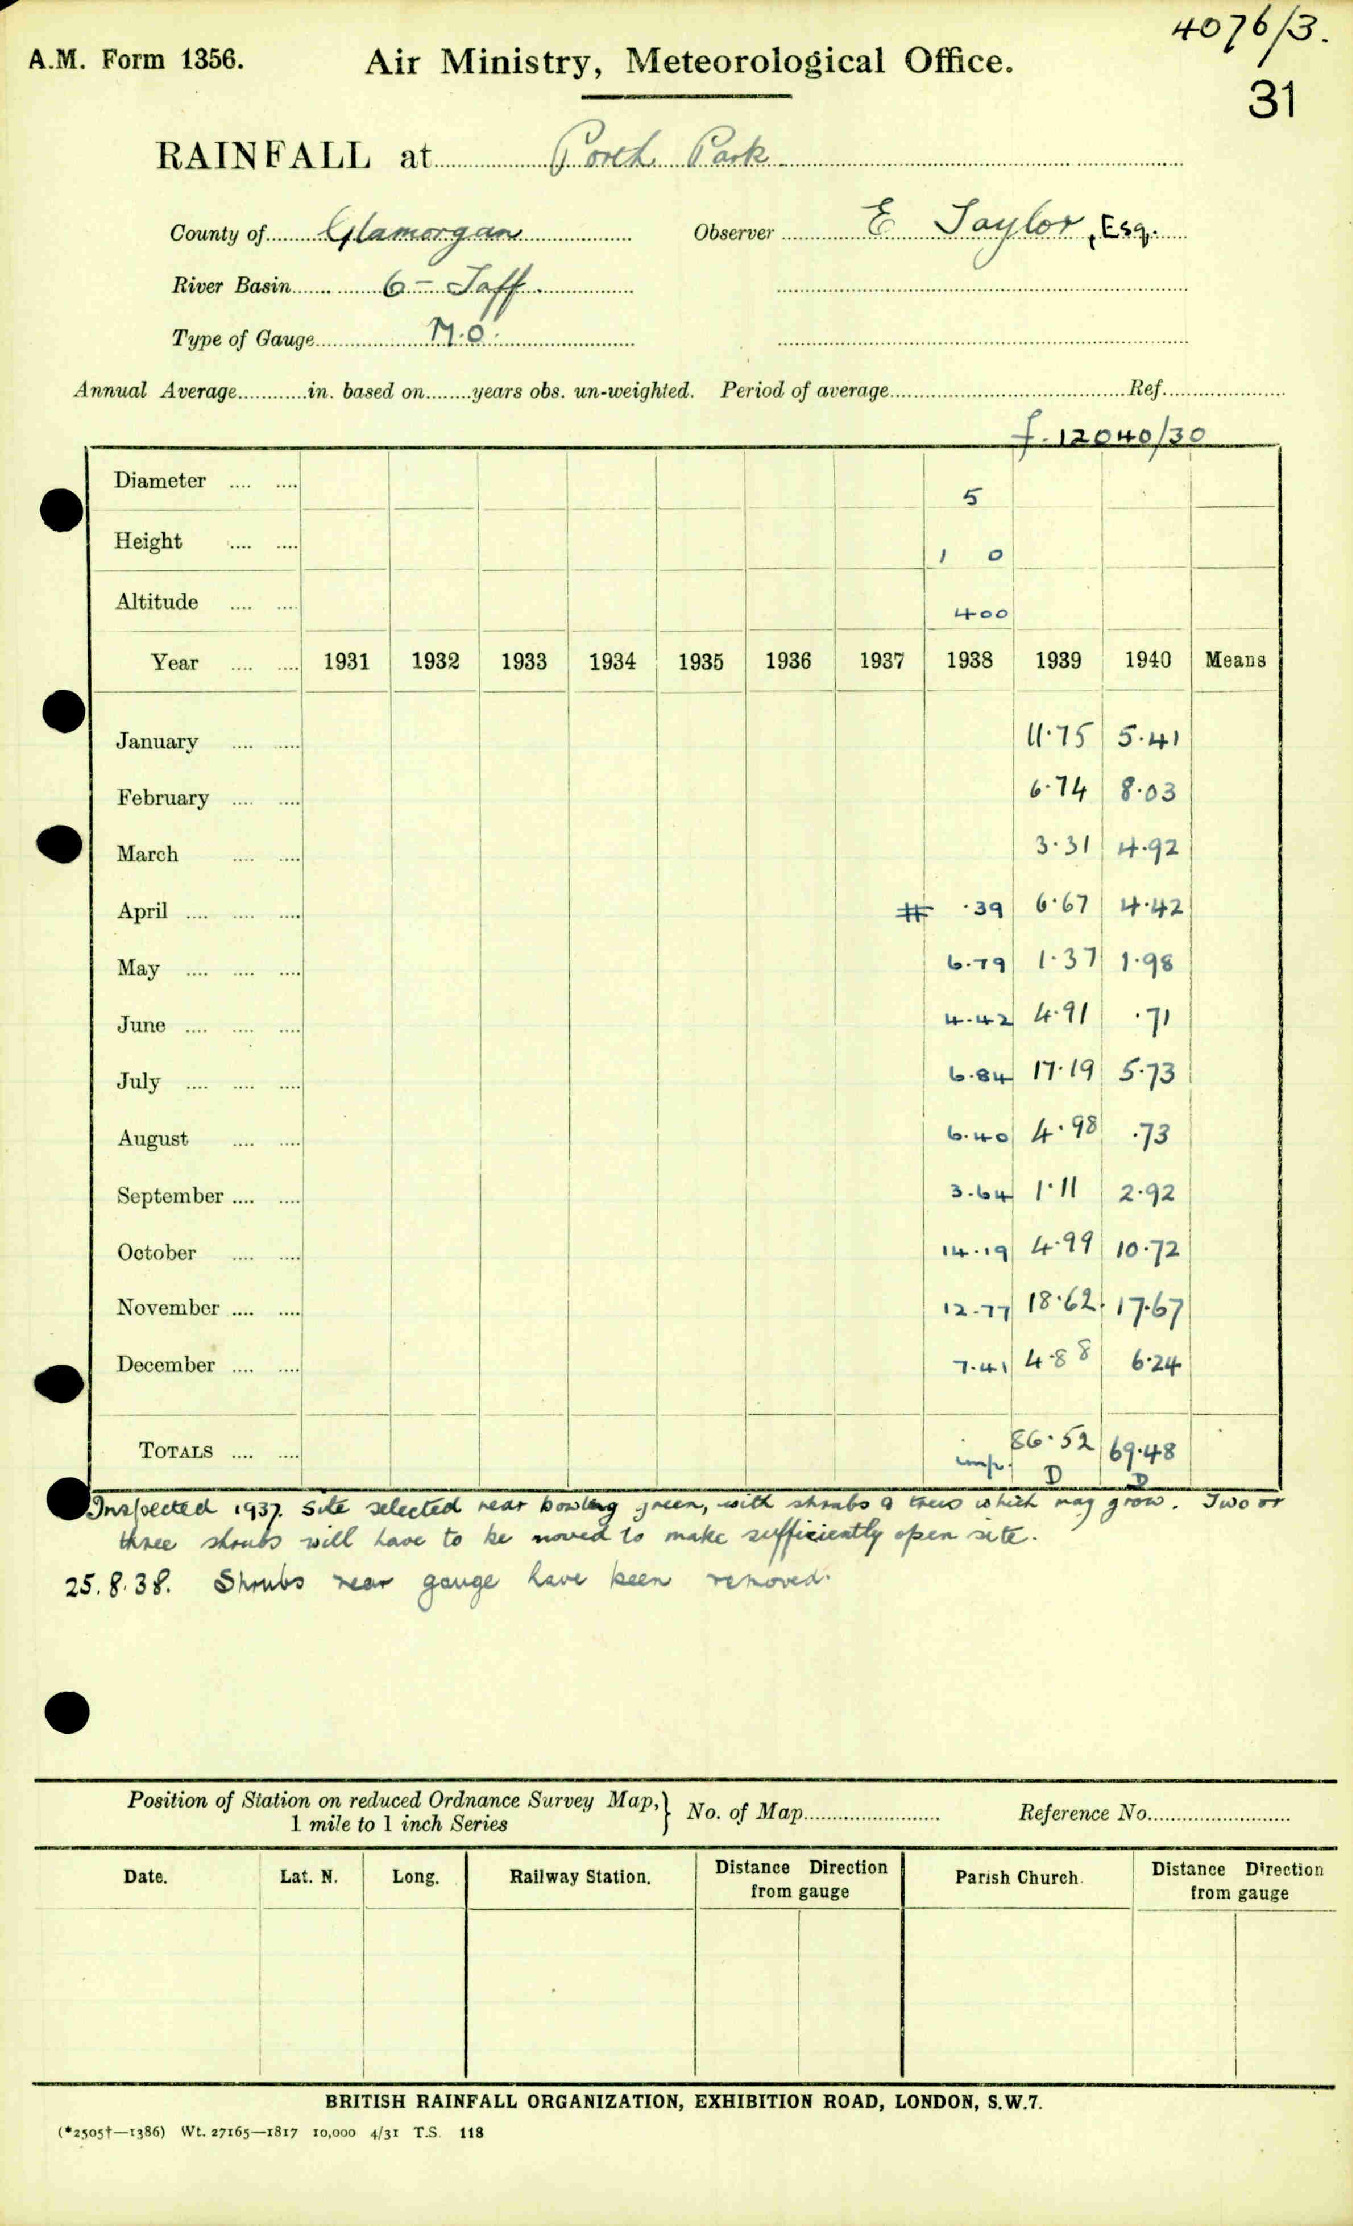 4076/3.
A.M. Form 1356. Air Ministry, Meteorological Office.
31
RAINFALL at Porth Park
County of Glamorgan Observer E Taylor, Esq.
River Basin 6 - Taff.
Type of Gauge M.O.
Annual Average in. based on years obs. un-weighted. Period of average Ref.
f. 12040/30
Diameter 5
Height 1 0
Altitude 400
Year 1931 1932 1933 1934 1935 1936 1937 1938 1939 1940 Means
January 11.75 5.41
February 6.74 8.03
March 3.31 4.92
April # .39 6.67 4.42
May 6.79 1.37 1.98
June 4.42 4.91 .71
July 6.84 17.19 5.73
August 6.40 4.98 .73
September 3.64 1.11 2.92
October 14.19 4.99 10.72
November 12.77 18.62. 17.67
December 7.41 4.88 6.24
TOTALS imp. 86.52 69.48
D D
Inspected 1937. Site selected near bowling green, with shrubs & trees which may grow. Two or
three shrubs will have to be moved to make sufficiently open site.
25.8.38. Shrubs near gauge have been removed.
Position of Station on reduced Ordnance Survey Map, } No. of Map Reference No.
1 mile to 1 inch Series
Date. Lat. N. Long. Railway Station. Distance Direction Parish Church. Distance Direction
from gauge from gauge
BRITISH RAINFALL ORGANIZATION, EXHIBITION ROAD, LONDON, S.W.7.
(*2505†—1386) Wt. 27165—1817 10,000 4/31 T.S. 118